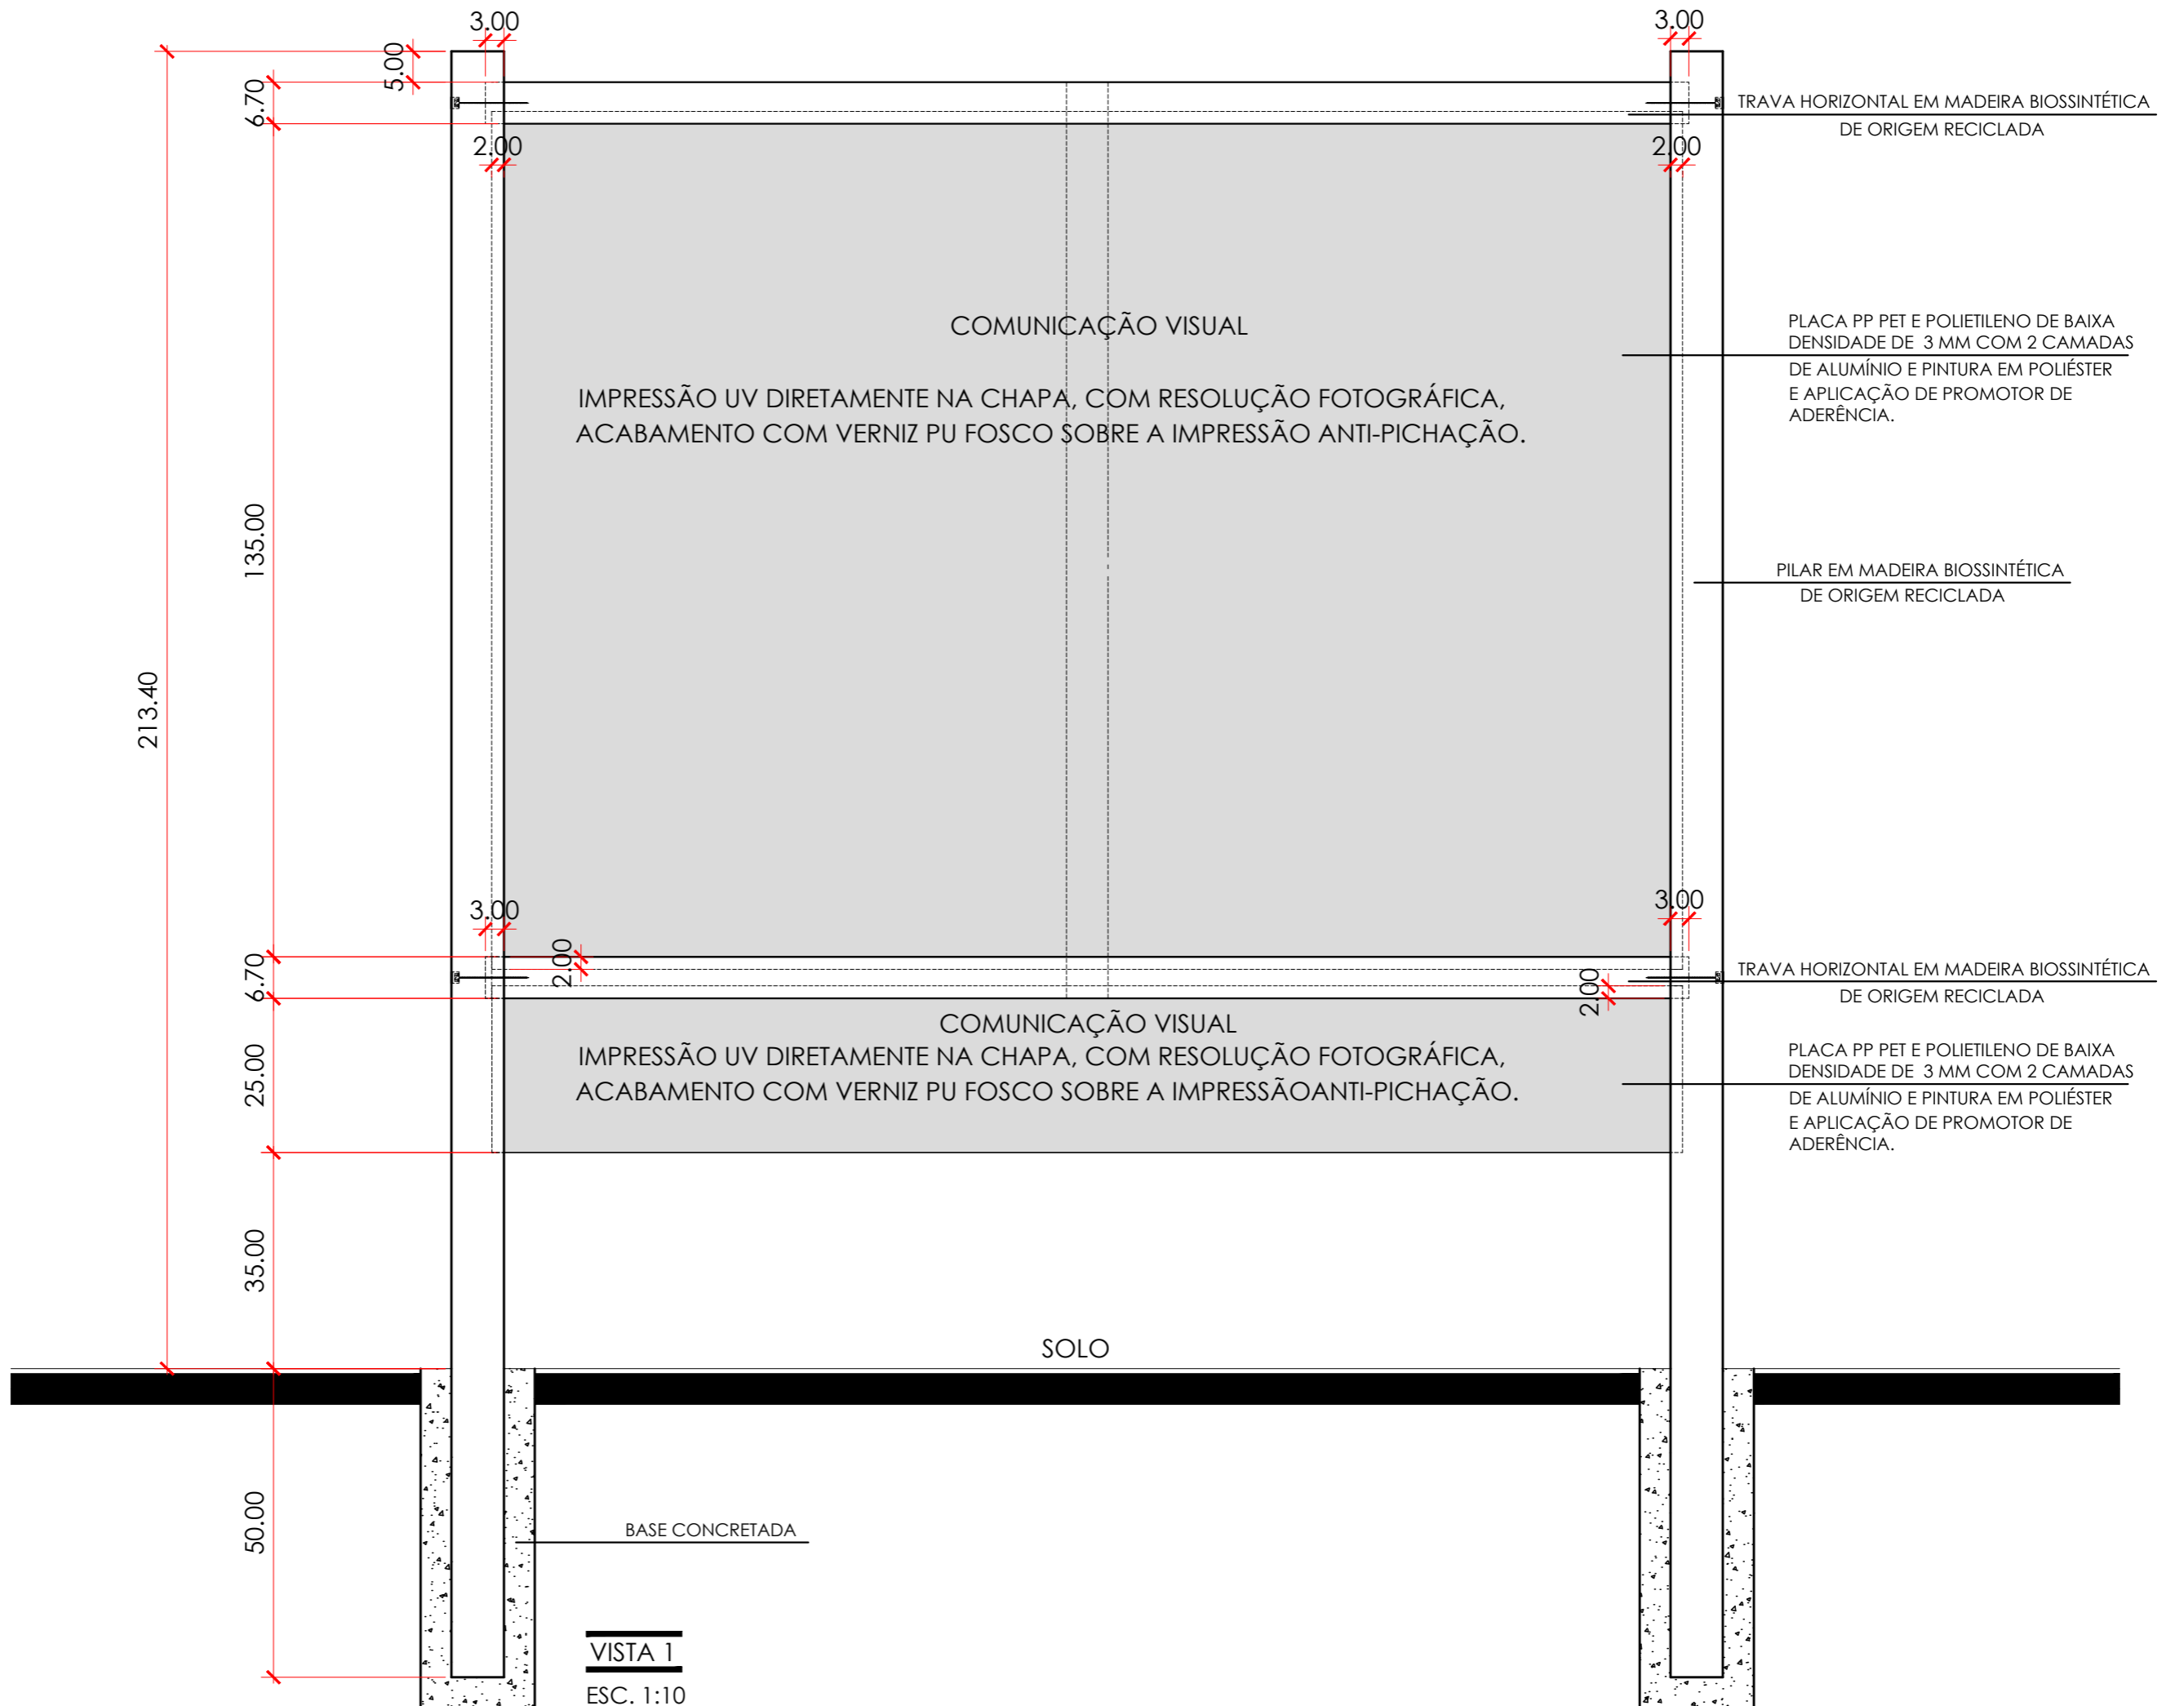 3.00
3.00
5.00
6.70
TRAVA HORIZONTAL EM MADEIRA BIOSSINTÉTICA
DE ORIGEM RECICLADA
2.00
2.00
COMUNICAÇÃO VISUAL
IMPRESSÃO UV DIRETAMENTE NA CHAPA, COM RESOLUÇÃO FOTOGRÁFICA,
ACABAMENTO COM VERNIZ PU FOSCO SOBRE A IMPRESSÃO ANTI-PICHAÇÃO.
PLACA PP PET E POLIETILENO DE BAIXA
DENSIDADE DE 3 MM COM 2 CAMADAS
DE ALUMÍNIO E PINTURA EM POLIÉSTER
E APLICAÇÃO DE PROMOTOR DE
ADERÊNCIA.
135.00
PILAR EM MADEIRA BIOSSINTÉTICA
DE ORIGEM RECICLADA
213.40
3.00
3.00
6.70
2.00
2.00
TRAVA HORIZONTAL EM MADEIRA BIOSSINTÉTICA
DE ORIGEM RECICLADA
COMUNICAÇÃO VISUAL
IMPRESSÃO UV DIRETAMENTE NA CHAPA, COM RESOLUÇÃO FOTOGRÁFICA,
ACABAMENTO COM VERNIZ PU FOSCO SOBRE A IMPRESSÃOANTI-PICHAÇÃO.
25.00
PLACA PP PET E POLIETILENO DE BAIXA
DENSIDADE DE 3 MM COM 2 CAMADAS
DE ALUMÍNIO E PINTURA EM POLIÉSTER
E APLICAÇÃO DE PROMOTOR DE
ADERÊNCIA.
35.00
SOLO
50.00
BASE CONCRETADA
VISTA 1
ESC. 1:10